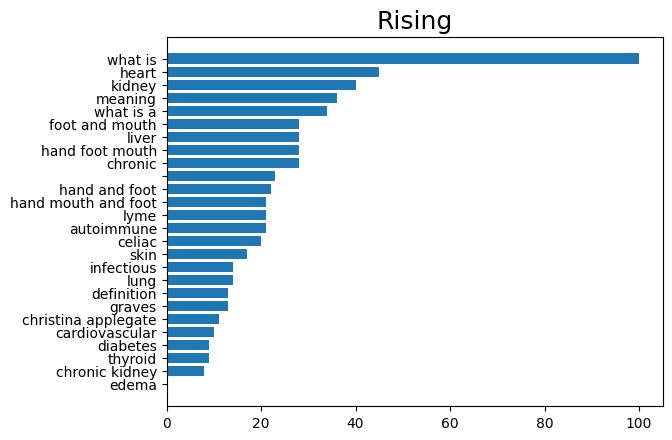 Rising
what is
heart
kidney
meaning
what is a
foot and mouth
liver
hand foot mouth
chronic
hand and foot
hand mouth and foot
lyme
autoimmune
celiac
skin
infectious
lung
definition
graves
christina applegate
cardiovascular
diabetes
thyroid
chronic kidney
edema
0 20 40 60 80 100